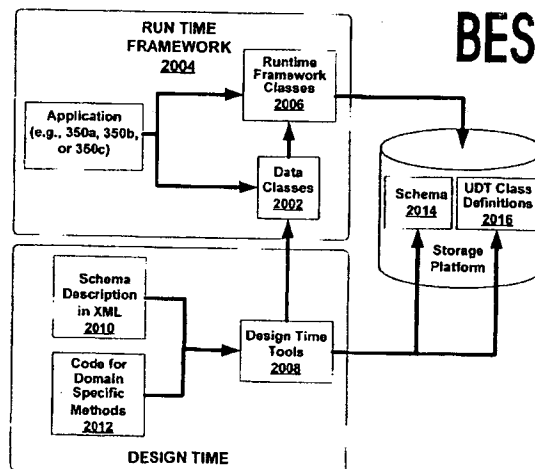 BES
RUN TIME
FRAMEWORK
2004
Runtime
Framework
Classes
2006
Application
(e.g., 350a, 350b,
or 350c)
Data
Classes
2002
Schema
2014
UDT Class
Definitions
2016
Storage
Platform
Schema
Description
in XML
2010
Design Time
Tools
2008
Code for
Domain
Specific
Methods
2012
DESIGN TIME